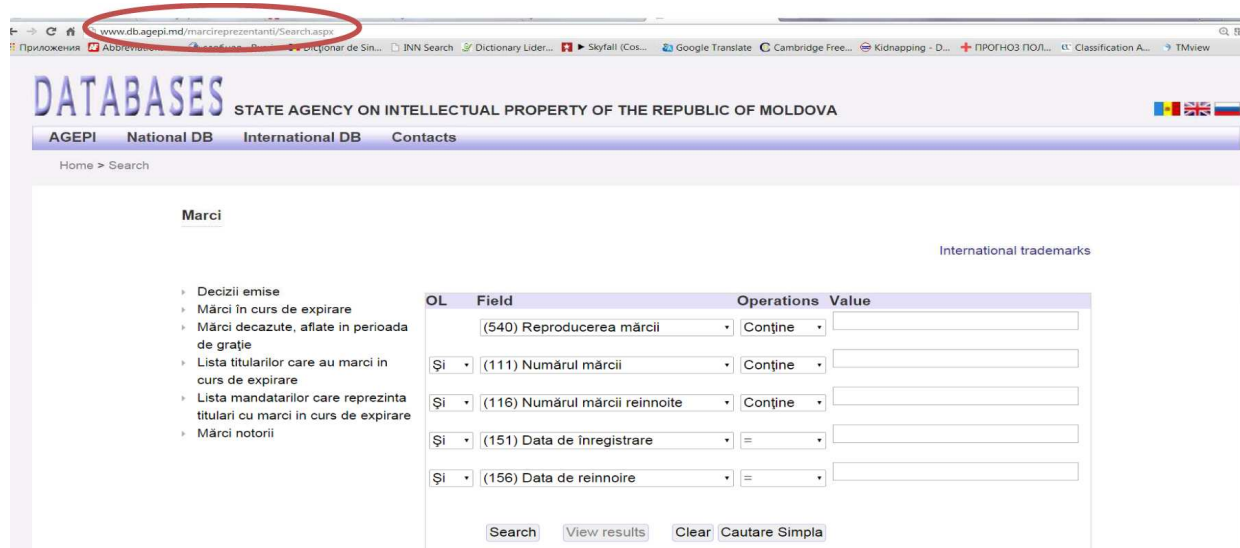 www.db.agepi.md/marcireprezentanti/Search.aspx
Приложения Dicționar de Sin... INN Search Dictionary Lider... ► Skyfall (Cos... Google Translate Cambridge Free... Kidnapping - D... ПРОГНОЗ ПОЛ... Classification A... TMview
DATABASES STATE AGENCY ON INTELLECTUAL PROPERTY OF THE REPUBLIC OF MOLDOVA
AGEPI National DB International DB Contacts
Home > Search
Marci
International trademarks
Decizii emise
Mărci în curs de expirare
Mărci decazute, aflate in perioada
de grație
Lista titularilor care au marci in
curs de expirare
Lista mandatarilor care reprezinta
titulari cu marci in curs de expirare
Mărci notorii
OL Field Operations Value
(540) Reproducerea mărcii Conține
Și (111) Numărul mărcii Conține
Și (116) Numărul mărcii reinnoite Conține
Și (151) Data de înregistrare =
Și (156) Data de reinnoire =
Search View results Clear Cautare Simpla